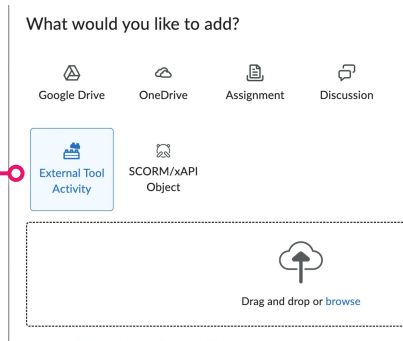 What would you like to add?
Google Drive
OneDrive
Assignment
Discussion
External Tool
Activity
SCORM/xAPI
Object
Drag and drop or browse